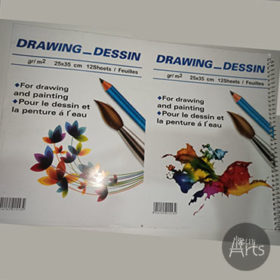 DRAWING_DESSIN
gr/m² 25x35 cm 12Sheets / Feuilles
For drawing
and painting
Pour le dessin et
la penture à l'eau
DRAWING_DESSIN
gr/m² 25x35 cm 12Sheets / Feuilles
For drawing
and painting
Pour le dessin et
la penture á l'eau
Arts